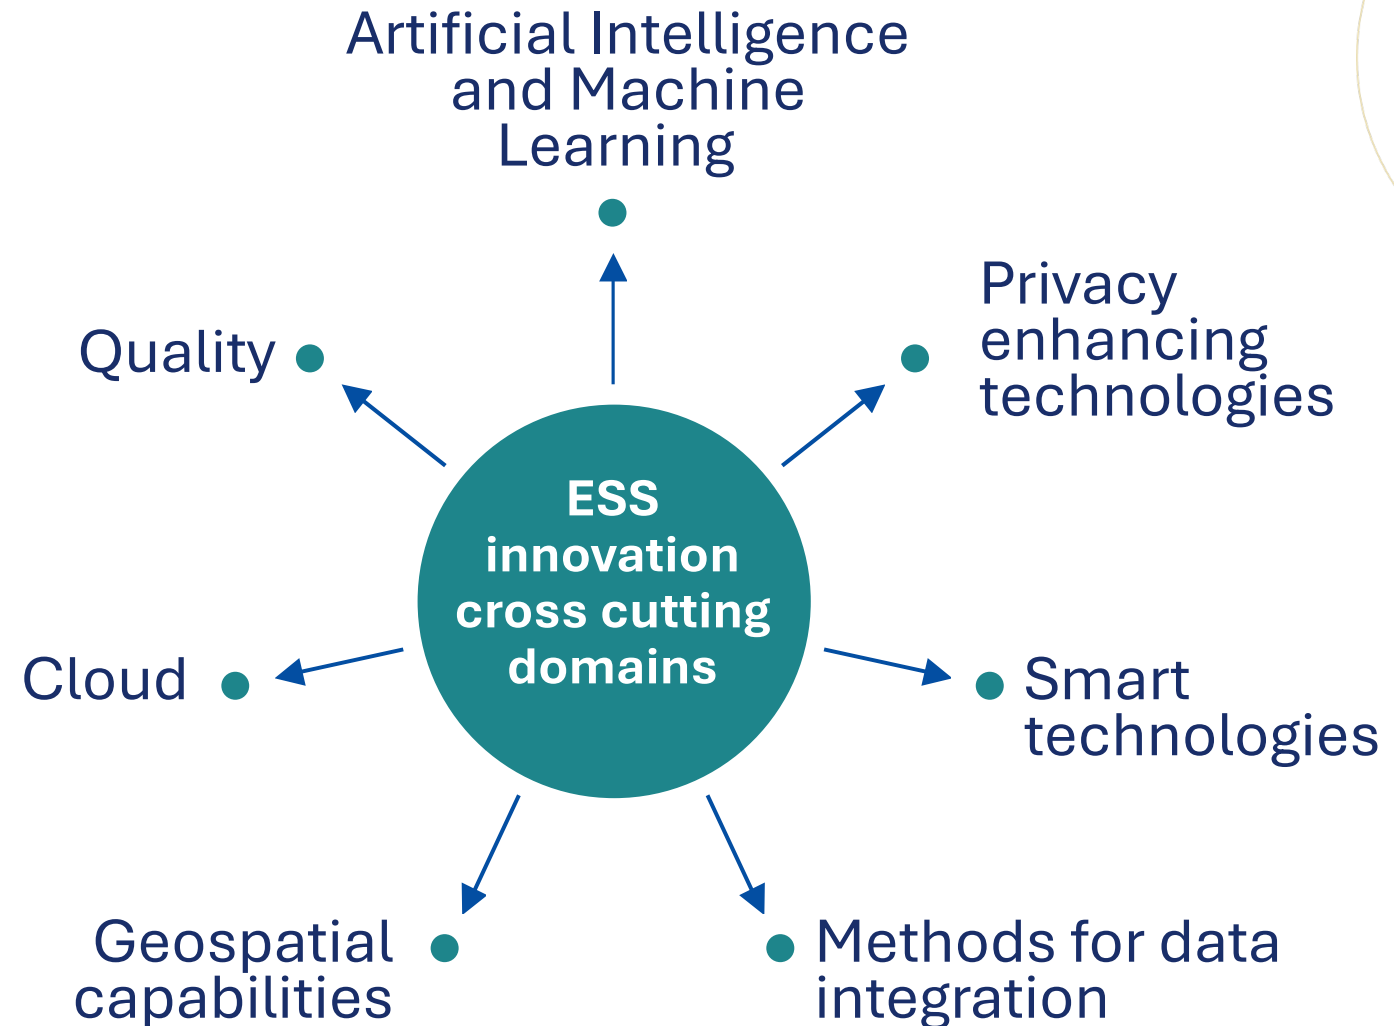 Artificial Intelligence
and Machine
Learning
Privacy
enhancing
technologies
Quality
ESS
innovation
cross cutting
domains
Cloud
Smart
technologies
Geospatial
capabilities
Methods for data
integration